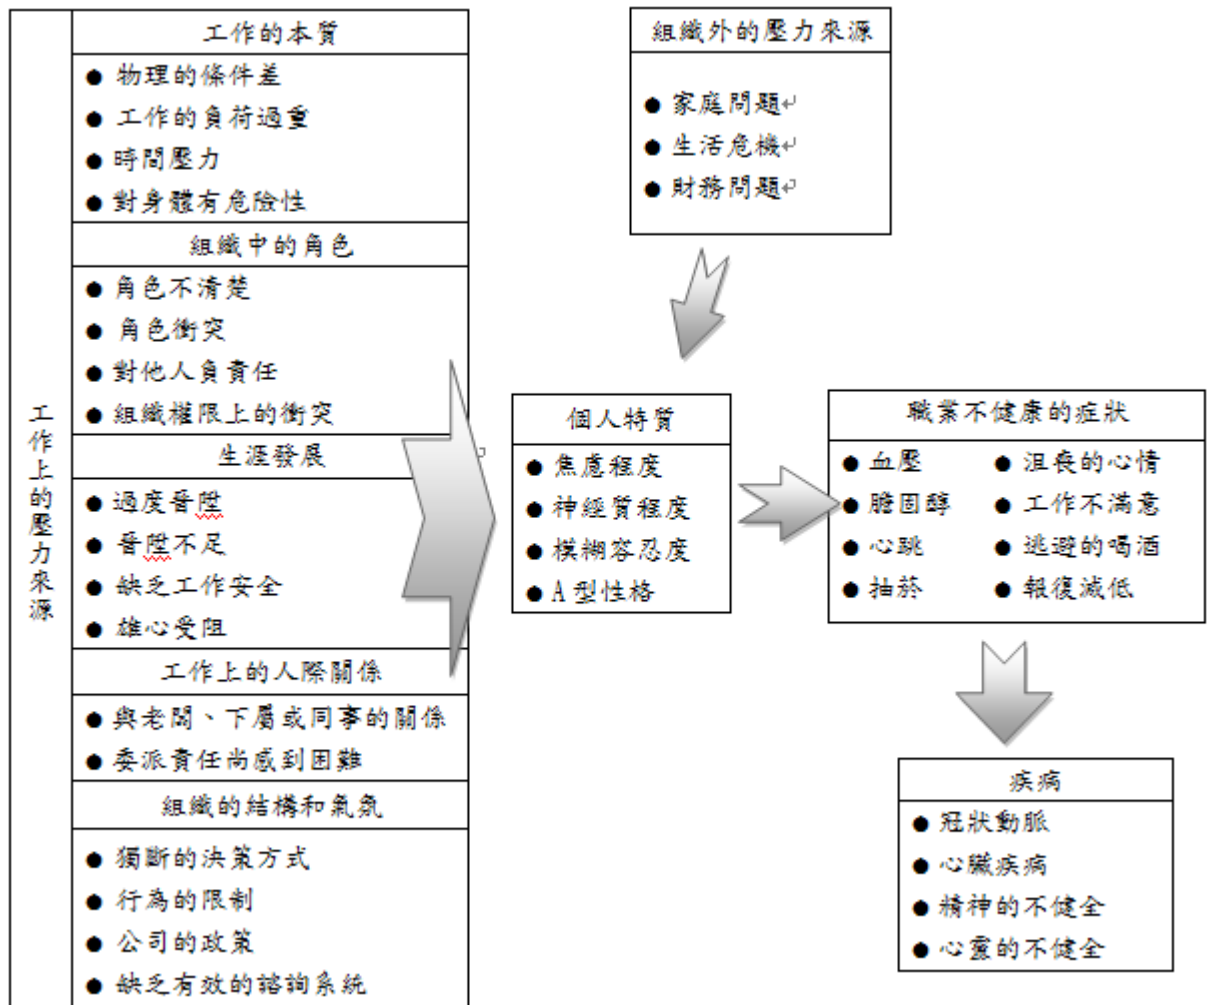 工作上的壓力來源
工作的本質
● 物理的條件差
● 工作的負荷過重
● 時間壓力
● 對身體有危險性
組織中的角色
● 角色不清楚
● 角色衝突
● 對他人負責任
● 組織權限上的衝突
生涯發展
● 過度晉陞
● 晉陞不足
● 缺乏工作安全
● 雄心受阻
工作上的人際關係
● 與老闆、下屬或同事的關係
● 委派責任尚感到困難
組織的結構和氣氛
● 獨斷的決策方式
● 行為的限制
● 公司的政策
● 缺乏有效的諮詢系統
組織外的壓力來源
● 家庭問題
● 生活危機
● 財務問題
個人特質
● 焦慮程度
● 神經質程度
● 模糊容忍度
● A 型性格
職業不健康的症狀
● 血壓
● 膽固醇
● 心跳
● 抽菸
● 沮喪的心情
● 工作不滿意
● 逃避的喝酒
● 報復減低
疾病
● 冠狀動脈
● 心臟疾病
● 精神的不健全
● 心靈的不健全